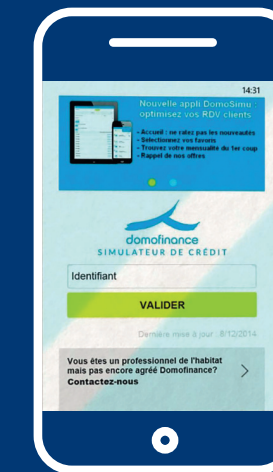 14:31
Nouvelle appli DomoSimu -
optimisez vos RDV clients
- Accueil : ne ratez pas les nouveautés
- Sélectionnez vos favoris
- Trouvez votre mensualité du 1er coup
- Rappel de nos offres
domofinance
SIMULATEUR DE CRÉDIT
Identifiant
VALIDER
Dernière mise à jour : 8/12/2014
Vous êtes un professionnel de l'habitat
mais pas encore agréé Domofinance?
Contactez-nous